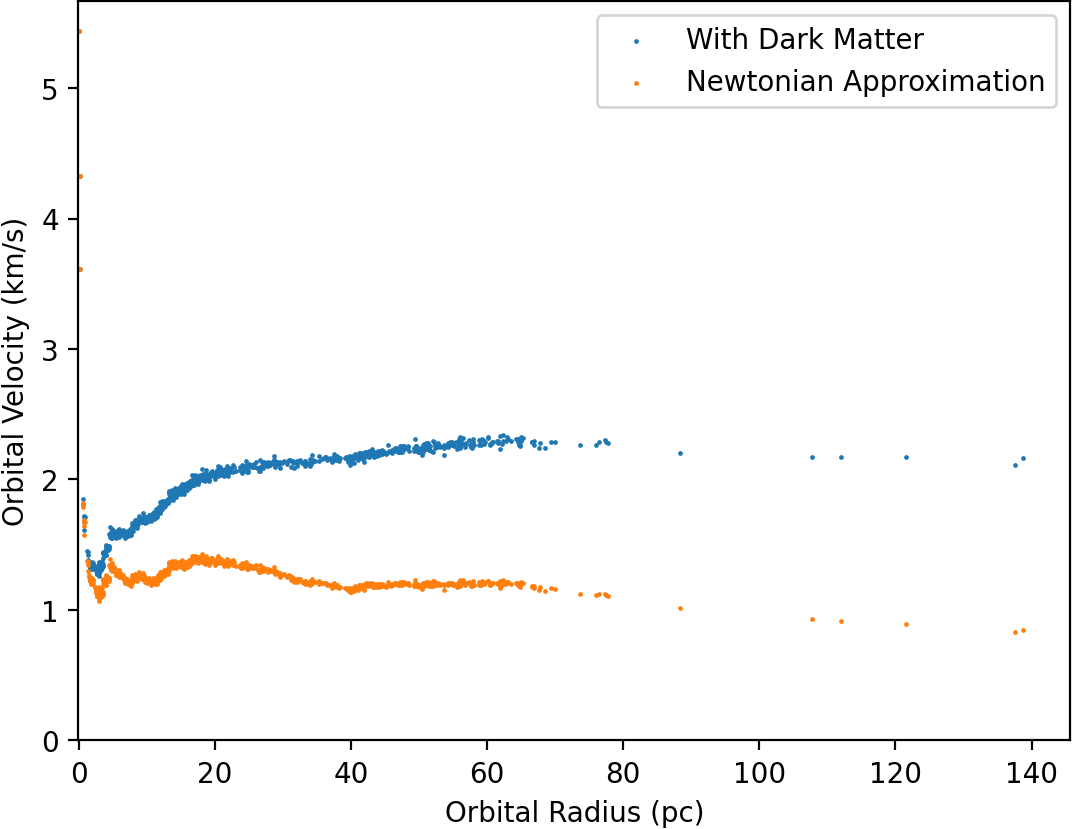 With Dark Matter
Newtonian Approximation
Orbital Velocity (km/s)
5
4
3
2
1
0
0 20 40 60 80 100 120 140
Orbital Radius (pc)